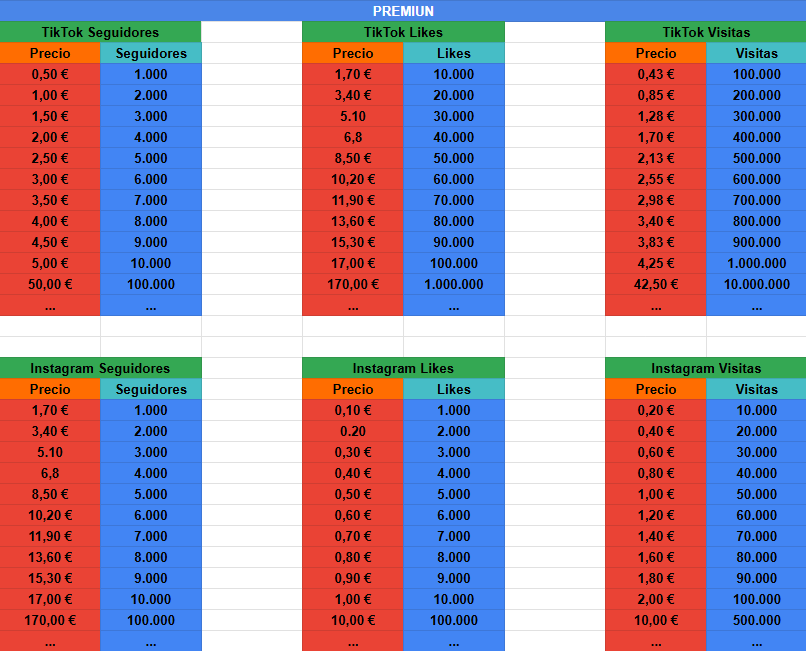 PREMIUN
TikTok Seguidores TikTok Likes TikTok Visitas
Precio Seguidores Precio Likes Precio Visitas
0,50 € 1.000 1,70 € 10.000 0,43 € 100.000
1,00 € 2.000 3,40 € 20.000 0,85 € 200.000
1,50 € 3.000 5.10 30.000 1,28 € 300.000
2,00 € 4.000 6,8 40.000 1,70 € 400.000
2,50 € 5.000 8,50 € 50.000 2,13 € 500.000
3,00 € 6.000 10,20 € 60.000 2,55 € 600.000
3,50 € 7.000 11,90 € 70.000 2,98 € 700.000
4,00 € 8.000 13,60 € 80.000 3,40 € 800.000
4,50 € 9.000 15,30 € 90.000 3,83 € 900.000
5,00 € 10.000 17,00 € 100.000 4,25 € 1.000.000
50,00 € 100.000 170,00 € 1.000.000 42,50 € 10.000.000
... ... ... ... ... ...
Instagram Seguidores Instagram Likes Instagram Visitas
Precio Seguidores Precio Likes Precio Visitas
1,70 € 1.000 0,10 € 1.000 0,20 € 10.000
3,40 € 2.000 0.20 2.000 0,40 € 20.000
5.10 3.000 0,30 € 3.000 0,60 € 30.000
6,8 4.000 0,40 € 4.000 0,80 € 40.000
8,50 € 5.000 0,50 € 5.000 1,00 € 50.000
10,20 € 6.000 0,60 € 6.000 1,20 € 60.000
11,90 € 7.000 0,70 € 7.000 1,40 € 70.000
13,60 € 8.000 0,80 € 8.000 1,60 € 80.000
15,30 € 9.000 0,90 € 9.000 1,80 € 90.000
17,00 € 10.000 1,00 € 10.000 2,00 € 100.000
170,00 € 100.000 10,00 € 100.000 10,00 € 500.000
... ... ... ... ... ...